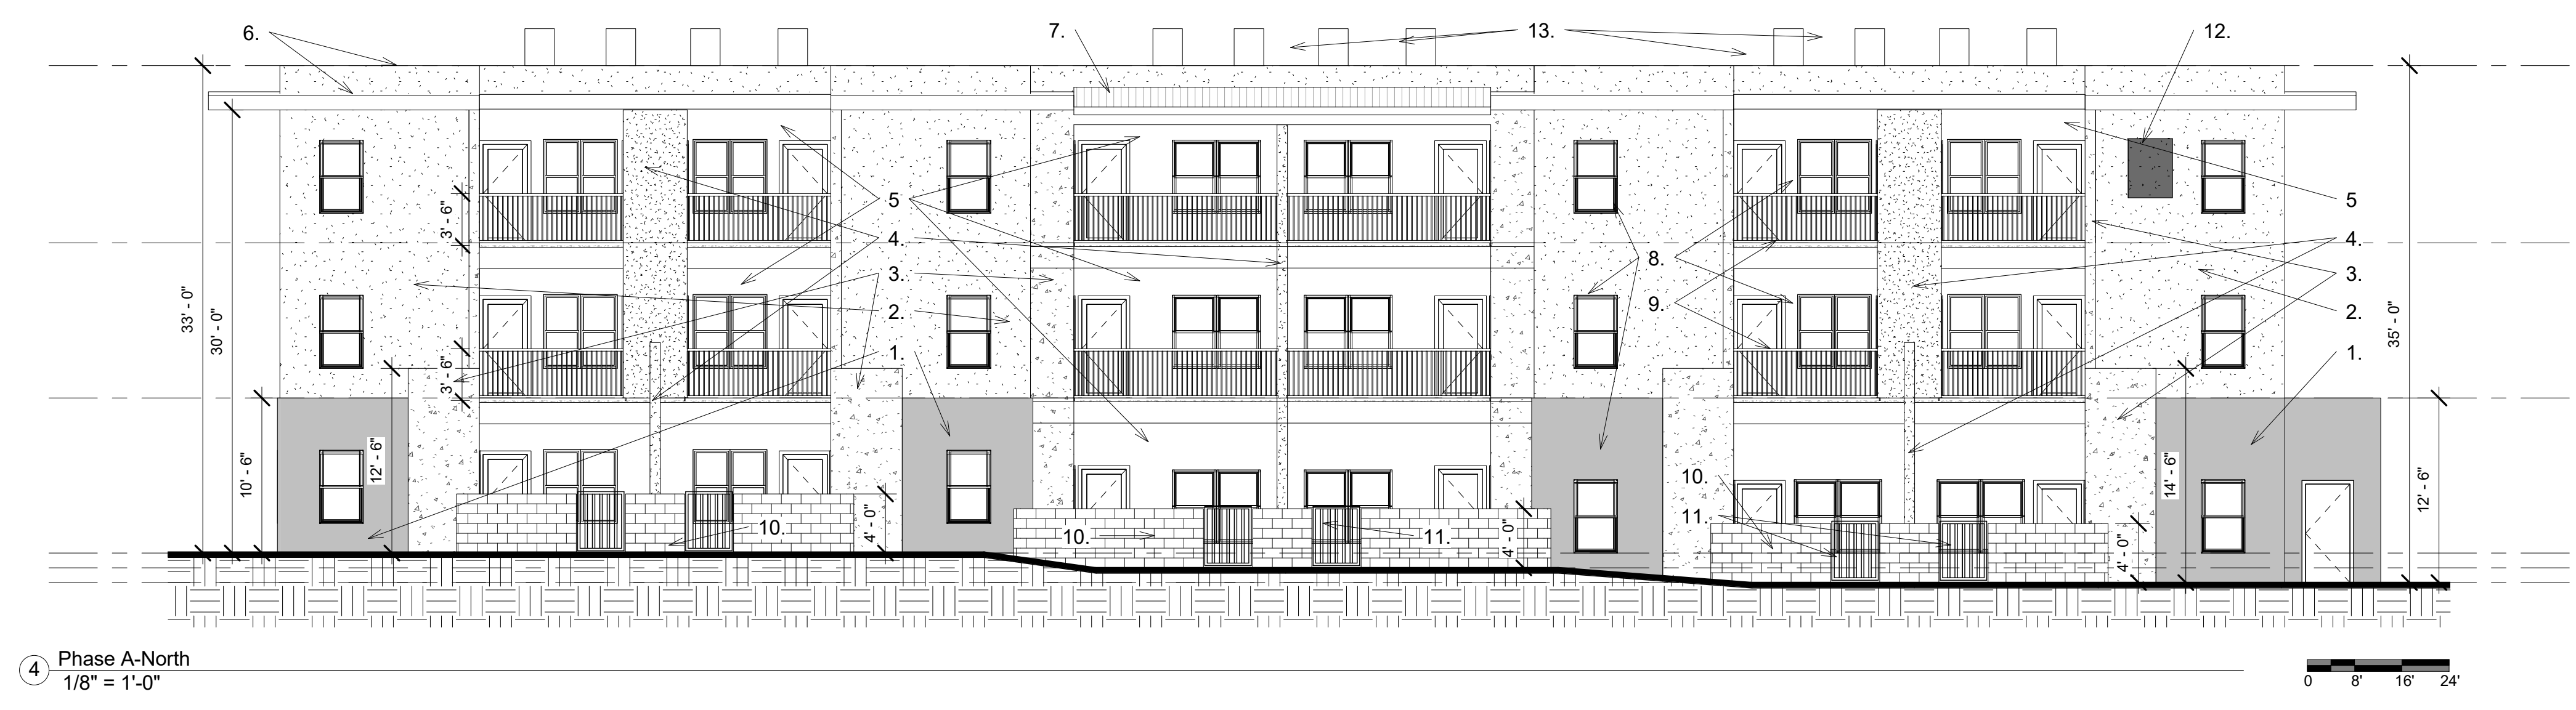 6.
7.
13.
12.
5
5
4.
4.
3.
3.
2.
2.
1.
1.
8.
9.
10.
11.
10.
10.
11.
33' - 0"
30' - 0"
10' - 6"
12' - 6"
3' - 6"
3' - 6"
4' - 0"
4' - 0"
4' - 0"
14' - 6"
35' - 0"
12' - 6"
4
Phase A-North
1/8" = 1'-0"
0 8' 16' 24'